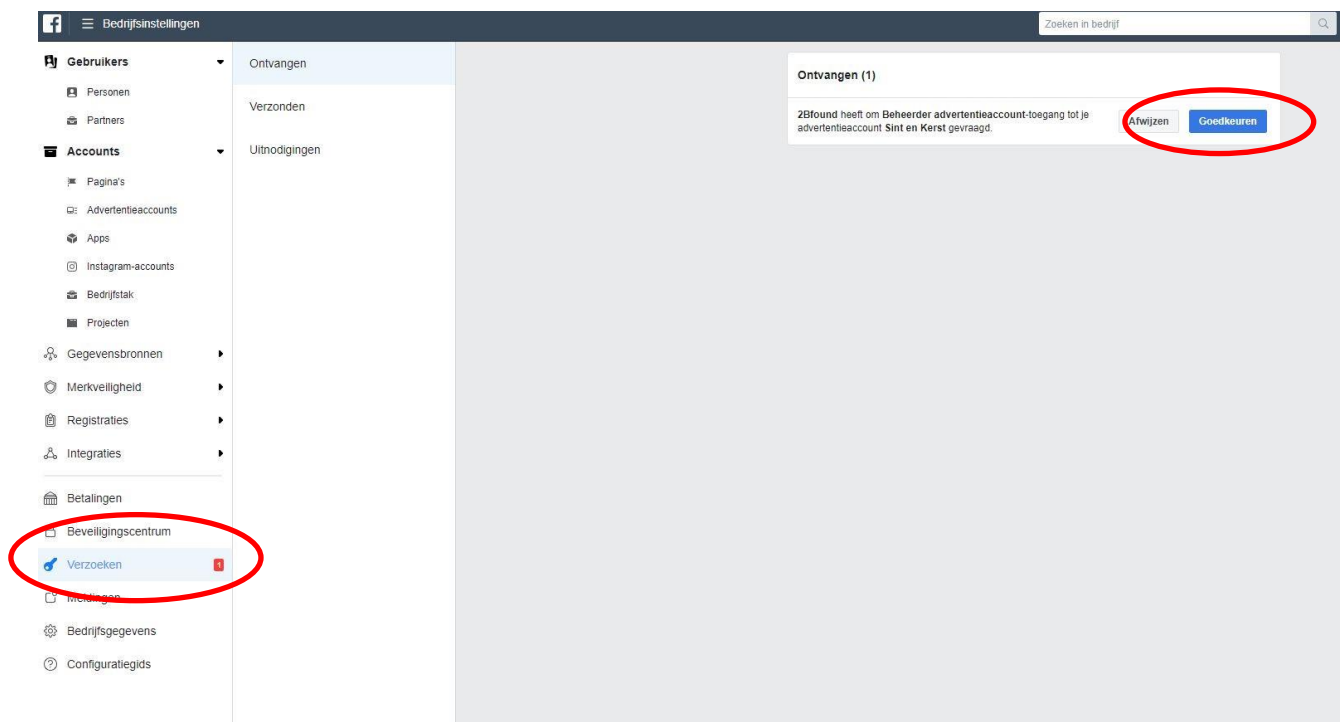 Bedrijfsinstellingen
Zoeken in bedrijf
Gebruikers
Personen
Partners
Accounts
Pagina's
Advertentieaccounts
Apps
Instagram-accounts
Bedrijfstak
Projecten
Gegevensbronnen
Merkveiligheid
Registraties
Integraties
Betalingen
Beveiligingscentrum
Verzoeken 1
Meldingen
Bedrijfsgegevens
Configuratiegids
Ontvangen
Verzonden
Uitnodigingen
Ontvangen (1)
2Bfound heeft om Beheerder advertentieaccount-toegang tot je
advertentieaccount Sint en Kerst gevraagd.
Afwijzen Goedkeuren